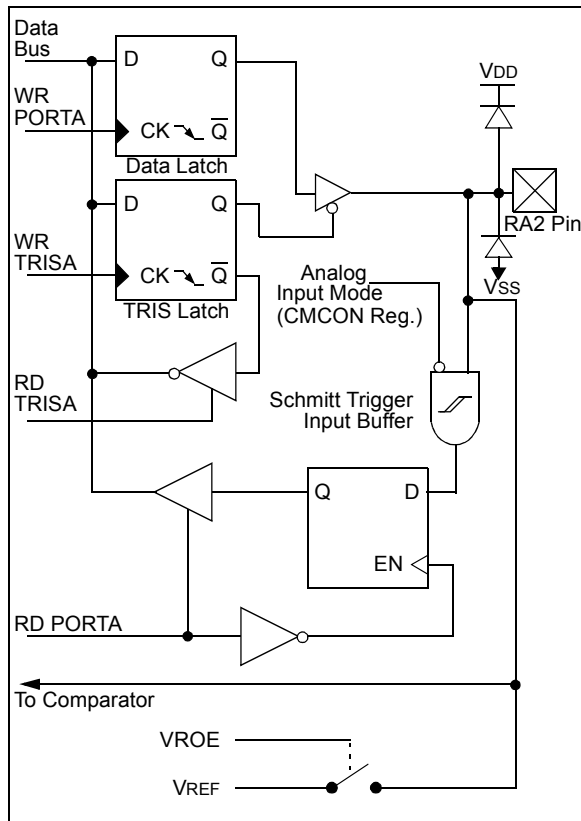 Data
Bus
D Q
VDD
WR
PORTA
CK Q
Data Latch
D Q
RA2 Pin
WR
TRISA
CK Q
TRIS Latch
VSS
Analog
Input Mode
(CMCON Reg.)
RD
TRISA
Schmitt Trigger
Input Buffer
Q D
EN
RD PORTA
To Comparator
VROE
VREF